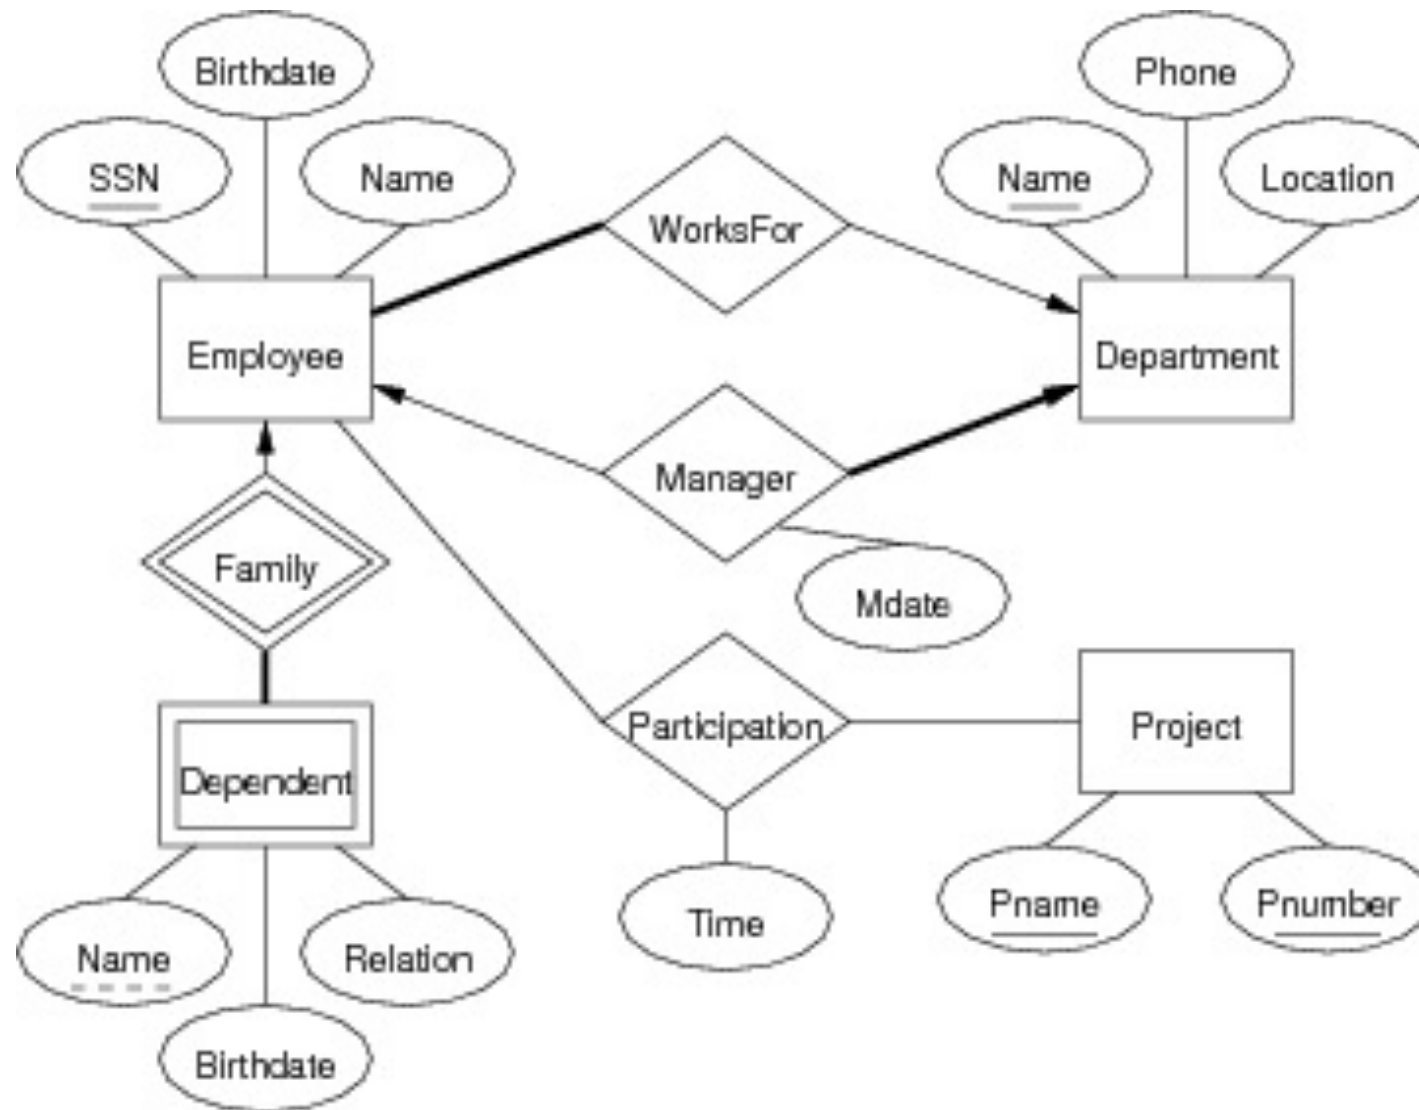 Birthdate
Phone
SSN
Name
Name
Location
WorksFor
Employee
Department
Manager
Family
Mdate
Participation
Project
Dependent
Pname
Pnumber
Time
Name
Relation
Birthdate